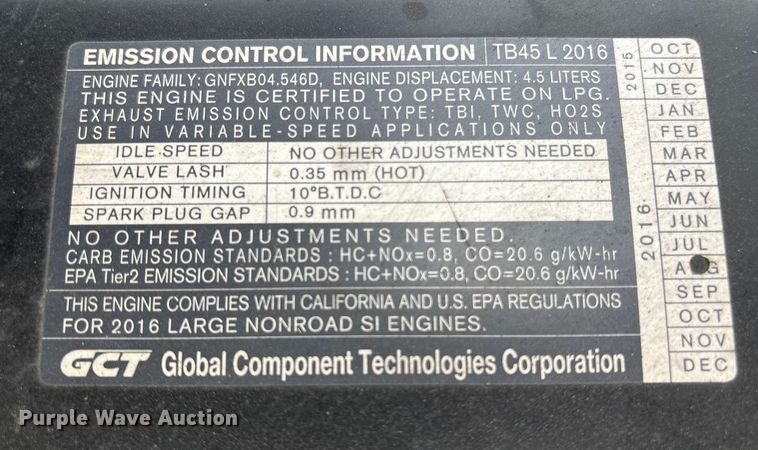 EMISSION CONTROL INFORMATION TB45 L 2016
ENGINE FAMILY: GNFXB04.546D, ENGINE DISPLACEMENT: 4.5 LITERS
THIS ENGINE IS CERTIFIED TO OPERATE ON LPG.
EXHAUST EMISSION CONTROL TYPE: TBI, TWC, HO2S
USE IN VARIABLE-SPEED APPLICATIONS ONLY
IDLE SPEED NO OTHER ADJUSTMENTS NEEDED
VALVE LASH 0.35 mm (HOT)
IGNITION TIMING 10°B.T.D.C
SPARK PLUG GAP 0.9 mm
NO OTHER ADJUSTMENTS NEEDED.
CARB EMISSION STANDARDS : HC+NOx=0.8, CO=20.6 g/kW-hr
EPA Tier2 EMISSION STANDARDS : HC+NOx=0.8, CO=20.6 g/kW-hr
THIS ENGINE COMPLIES WITH CALIFORNIA AND U.S. EPA REGULATIONS
FOR 2016 LARGE NONROAD SI ENGINES.
GCT Global Component Technologies Corporation
2015
OCT
NOV
DEC
2016
JAN
FEB
MAR
APR
MAY
JUN
JUL
AUG
SEP
OCT
NOV
DEC
Purple Wave Auction